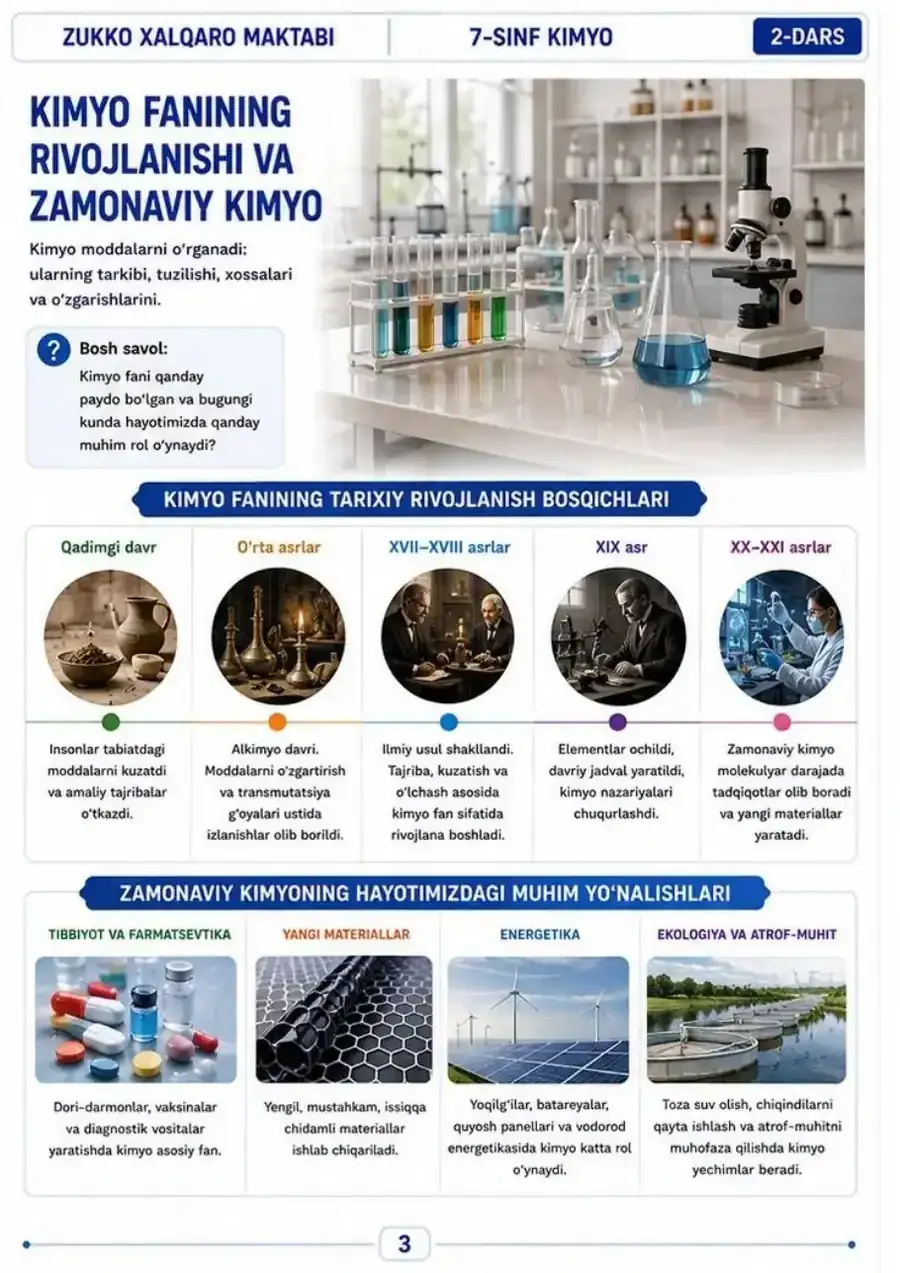 ZUKKO XALQARO MAKTABI
7-SINF KIMYO
2-DARS
KIMYO FANINING
RIVOJLANISHI VA
ZAMONAVIY KIMYO
Kimyo moddalarni o‘rganadi:
ularning tarkibi, tuzilishi, xossalari
va o‘zgarishlarini.
?
Bosh savol:
Kimyo fani qanday
paydo bo‘lgan va bugungi
kunda hayotimizda qanday
muhim rol o‘ynaydi?
KIMYO FANINING TARIXIY RIVOJLANISH BOSQICHLARI
Qadimgi davr
Insonlar tabiatdagi
moddalarni kuzatdi
va amaliy tajribalar
o‘tkazdi.
O‘rta asrlar
Alkimyo davri.
Moddalarni o‘zgartirish
va transmutatsiya
g‘oyalari ustida
izlanishlar olib borildi.
XVII–XVIII asrlar
Ilmiy usul shakllandi.
Tajriba, kuzatish va
o‘lchash asosida
kimyo fan sifatida
rivojlana boshladi.
XIX asr
Elementlar ochildi,
davriy jadval yaratildi,
kimyo nazariyalari
chuqurlashdi.
XX–XXI asrlar
Zamonaviy kimyo
molekulyar darajada
tadqiqotlar olib boradi
va yangi materiallar
yaratadi.
ZAMONAVIY KIMYONING HAYOTIMIZDAGI MUHIM YO‘NALISHLARI
TIBBIYOT VA FARMATSEVTIKA
Dori-darmonlar, vaksinalar
va diagnostik vositalar
yaratishda kimyo asosiy fan.
YANGI MATERIALLAR
Yengil, mustahkam, issiqqa
chidamli materiallar
ishlab chiqariladi.
ENERGETIKA
Yoqilg‘ilar, batareyalar,
quyosh panellari va vodorod
energetikasida kimyo katta rol
o‘ynaydi.
EKOLOGIYA VA ATROF-MUHIT
Toza suv olish, chiqindilarni
qayta ishlash va atrof-muhitni
muhofaza qilishda kimyo
yechimlar beradi.
3